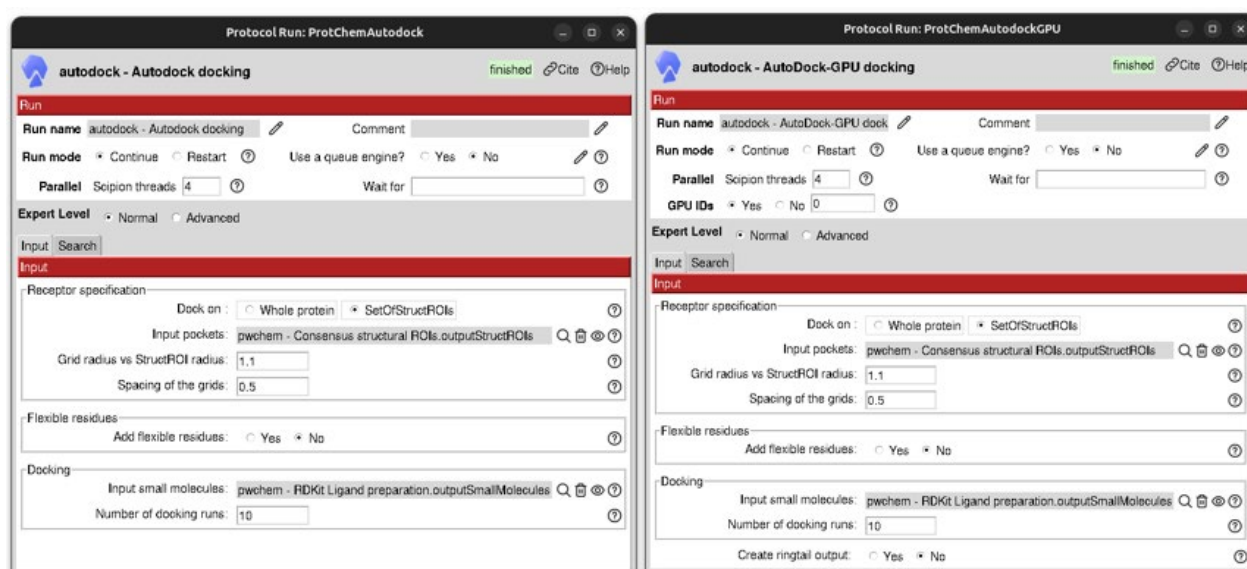 Protocol Run: ProtChemAutodock
autodock - Autodock docking
finished Cite Help
Run
Run name autodock - Autodock docking Comment
Run mode Continue Restart Use a queue engine? Yes No
Parallel Scipion threads 4 Wait for
Expert Level Normal Advanced
Input Search
Input
Receptor specification
Dock on : Whole protein SetOfStructROIs
Input pockets: pwchem - Consensus structural ROIs.outputStructROIs
Grid radius vs StructROI radius: 1.1
Spacing of the grids: 0.5
Flexible residues
Add flexible residues: Yes No
Docking
Input small molecules: pwchem - RDKit Ligand preparation.outputSmallMolecules
Number of docking runs: 10
Protocol Run: ProtChemAutodockGPU
autodock - AutoDock-GPU docking
finished Cite Help
Run
Run name autodock - AutoDock-GPU dock Comment
Run mode Continue Restart Use a queue engine? Yes No
Parallel Scipion threads 4 Wait for
GPU IDs Yes No 0
Expert Level Normal Advanced
Input Search
Input
Receptor specification
Dock on : Whole protein SetOfStructROIs
Input pockets: pwchem - Consensus structural ROIs.outputStructROIs
Grid radius vs StructROI radius: 1.1
Spacing of the grids: 0.5
Flexible residues
Add flexible residues: Yes No
Docking
Input small molecules: pwchem - RDKit Ligand preparation.outputSmallMolecules
Number of docking runs: 10
Create ringtail output: Yes No